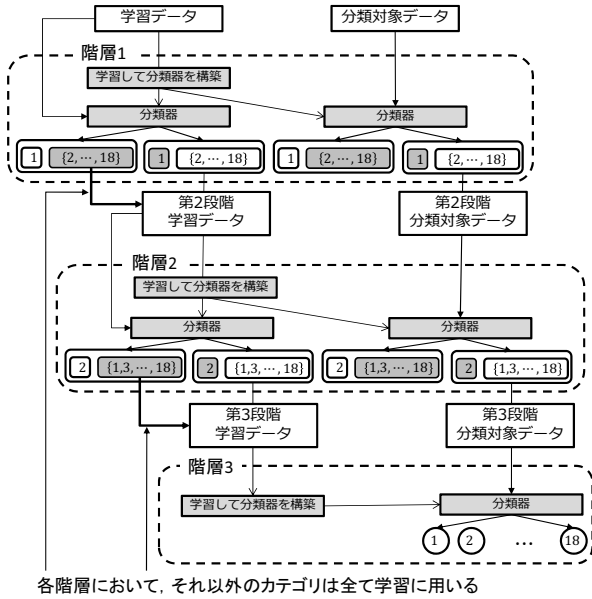 学習データ
分類対象データ
階層1
学習して分類器を構築
分類器
分類器
1 {2,⋯,18} 1 {2,⋯,18} 1 {2,⋯,18} 1 {2,⋯,18}
第2段階
学習データ
第2段階
分類対象データ
階層2
学習して分類器を構築
分類器
分類器
2 {1,3,⋯,18} 2 {1,3,⋯,18} 2 {1,3,⋯,18} 2 {1,3,⋯,18}
第3段階
学習データ
第3段階
分類対象データ
階層3
学習して分類器を構築
分類器
1 2 … 18
各階層において，それ以外のカテゴリは全て学習に用いる